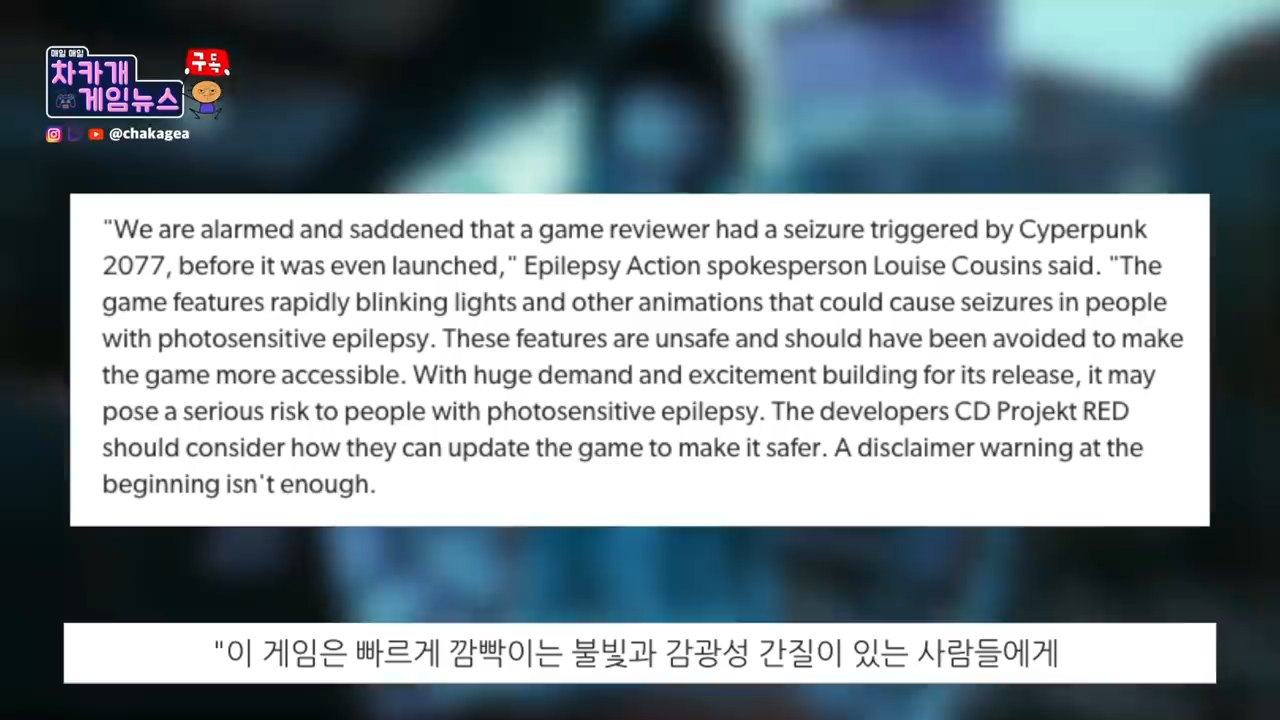 매일 매일
차카개
게임뉴스
구독
@chakagea
"We are alarmed and saddened that a game reviewer had a seizure triggered by Cyperpunk
2077, before it was even launched," Epilepsy Action spokesperson Louise Cousins said. "The
game features rapidly blinking lights and other animations that could cause seizures in people
with photosensitive epilepsy. These features are unsafe and should have been avoided to make
the game more accessible. With huge demand and excitement building for its release, it may
pose a serious risk to people with photosensitive epilepsy. The developers CD Projekt RED
should consider how they can update the game to make it safer. A disclaimer warning at the
beginning isn't enough.
"이 게임은 빠르게 깜빡이는 불빛과 감광성 간질이 있는 사람들에게